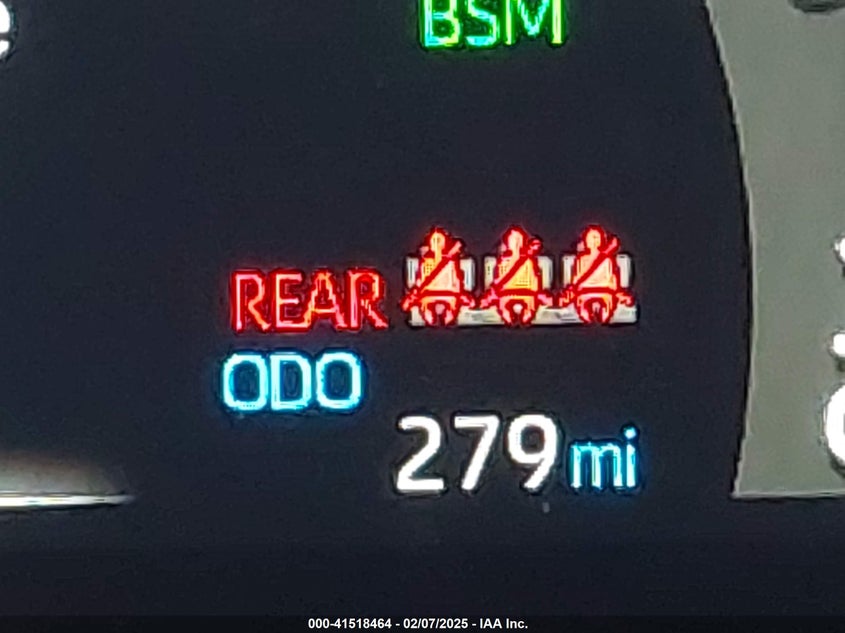 BSM
REAR
ODO
279 mi
000-41518464 - 02/07/2025 - IAA Inc.